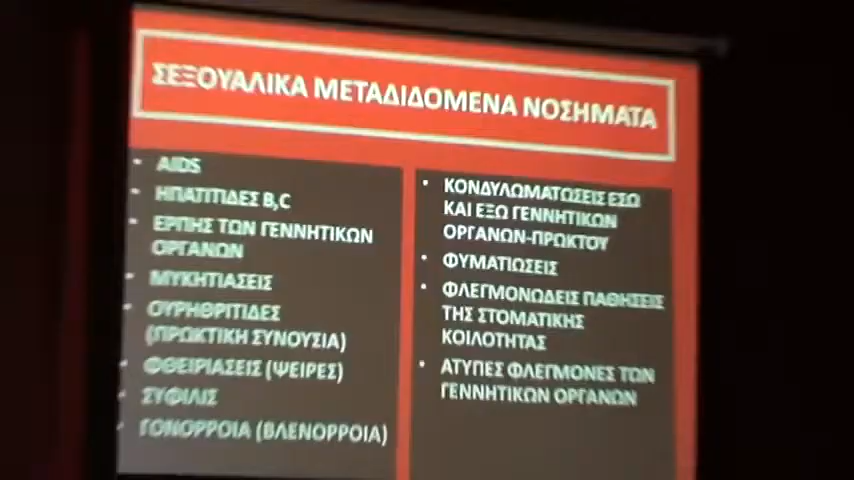 ΣΕΞΟΥΑΛΙΚΑ ΜΕΤΑΔΙΔΟΜΕΝΑ ΝΟΣΗΜΑΤΑ
• AIDS
• ΗΠΑΤΙΤΙΔΕΣ B,C
• ΕΡΠΗΣ ΤΩΝ ΓΕΝΝΗΤΙΚΩΝ
ΟΡΓΑΝΩΝ
• ΜΥΚΗΤΙΑΣΕΙΣ
• ΟΥΡΗΘΡΙΤΙΔΕΣ
(ΠΡΩΚΤΙΚΗ ΣΥΝΟΥΣΙΑ)
• ΦΘΕΙΡΙΑΣΕΙΣ (ΨΕΙΡΕΣ)
• ΣΥΦΙΛΙΣ
• ΓΟΝΟΡΡΟΙΑ (ΒΛΕΝΟΡΡΟΙΑ)
• ΚΟΝΔΥΛΩΜΑΤΩΣΕΙΣ ΕΣΩ
ΚΑΙ ΕΞΩ ΓΕΝΝΗΤΙΚΩΝ
ΟΡΓΑΝΩΝ-ΠΡΩΚΤΟΥ
• ΦΥΜΑΤΙΩΣΕΙΣ
• ΦΛΕΓΜΟΝΩΔΕΙΣ ΠΑΘΗΣΕΙΣ
ΤΗΣ ΣΤΟΜΑΤΙΚΗΣ
ΚΟΙΛΟΤΗΤΑΣ
• ΑΤΥΠΕΣ ΦΛΕΓΜΟΝΕΣ ΤΩΝ
ΓΕΝΝΗΤΙΚΩΝ ΟΡΓΑΝΩΝ